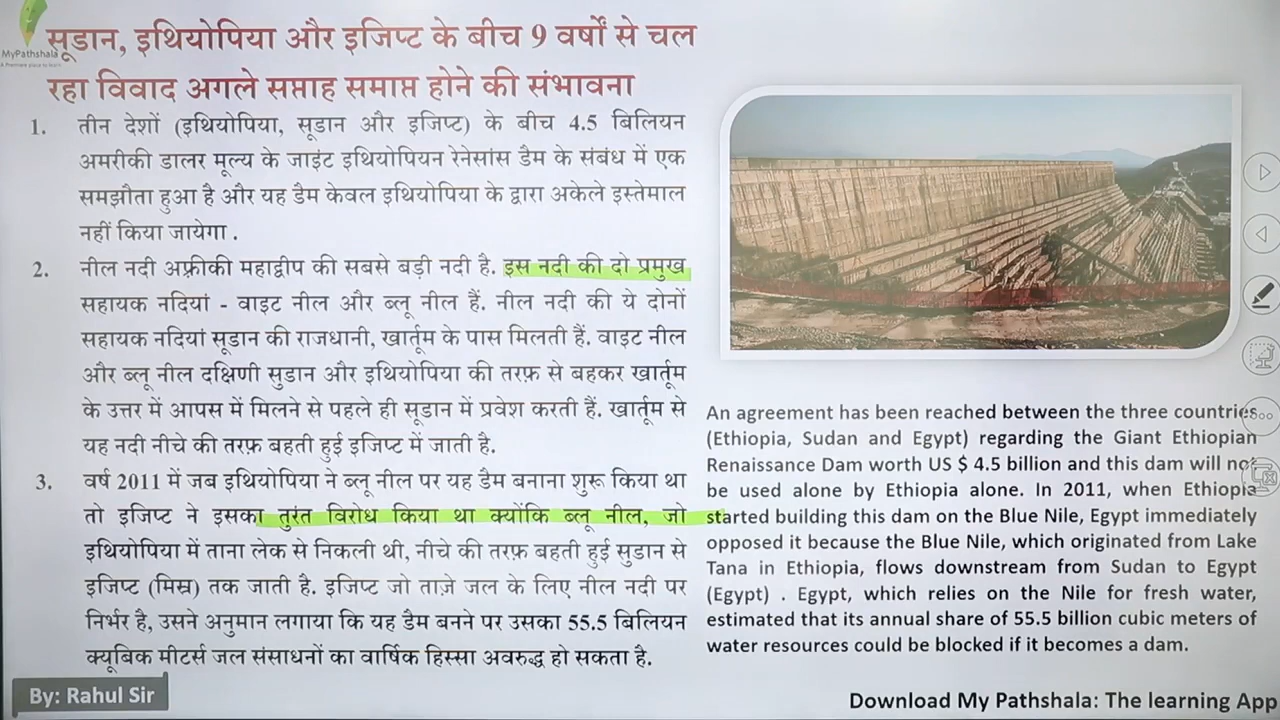 MyPathshala
सूडान, इथियोपिया और इजिप्ट के बीच 9 वर्षों से चल
रहा विवाद अगले सप्ताह समाप्त होने की संभावना
1. तीन देशों (इथियोपिया, सूडान और इजिप्ट) के बीच 4.5 बिलियन
अमरीकी डालर मूल्य के जाइंट इथियोपियन रेनेसांस डैम के संबंध में एक
समझौता हुआ है और यह डैम केवल इथियोपिया के द्वारा अकेले इस्तेमाल
नहीं किया जायेगा .
2. नील नदी अफ्रीकी महाद्वीप की सबसे बड़ी नदी है. इस नदी की दो प्रमुख
सहायक नदियां - वाइट नील और ब्लू नील हैं. नील नदी की ये दोनों
सहायक नदियां सूडान की राजधानी, खार्तूम के पास मिलती हैं. वाइट नील
और ब्लू नील दक्षिणी सुडान और इथियोपिया की तरफ़ से बहकर खार्तूम
के उत्तर में आपस में मिलने से पहले ही सूडान में प्रवेश करती हैं. खार्तूम से
यह नदी नीचे की तरफ़ बहती हुई इजिप्ट में जाती है.
3. वर्ष 2011 में जब इथियोपिया ने ब्लू नील पर यह डैम बनाना शुरू किया था
तो इजिप्ट ने इसका तुरंत विरोध किया था क्योंकि ब्लू नील, जो
इथियोपिया में ताना लेक से निकली थी, नीचे की तरफ़ बहती हुई सुडान से
इजिप्ट (मिस्र) तक जाती है. इजिप्ट जो ताज़े जल के लिए नील नदी पर
निर्भर है, उसने अनुमान लगाया कि यह डैम बनने पर उसका 55.5 बिलियन
क्यूबिक मीटर्स जल संसाधनों का वार्षिक हिस्सा अवरुद्ध हो सकता है.
An agreement has been reached between the three countries
(Ethiopia, Sudan and Egypt) regarding the Giant Ethiopian
Renaissance Dam worth US $ 4.5 billion and this dam will not
be used alone by Ethiopia alone. In 2011, when Ethiopia
started building this dam on the Blue Nile, Egypt immediately
opposed it because the Blue Nile, which originated from Lake
Tana in Ethiopia, flows downstream from Sudan to Egypt
(Egypt) . Egypt, which relies on the Nile for fresh water,
estimated that its annual share of 55.5 billion cubic meters of
water resources could be blocked if it becomes a dam.
By: Rahul Sir
Download My Pathshala: The learning App